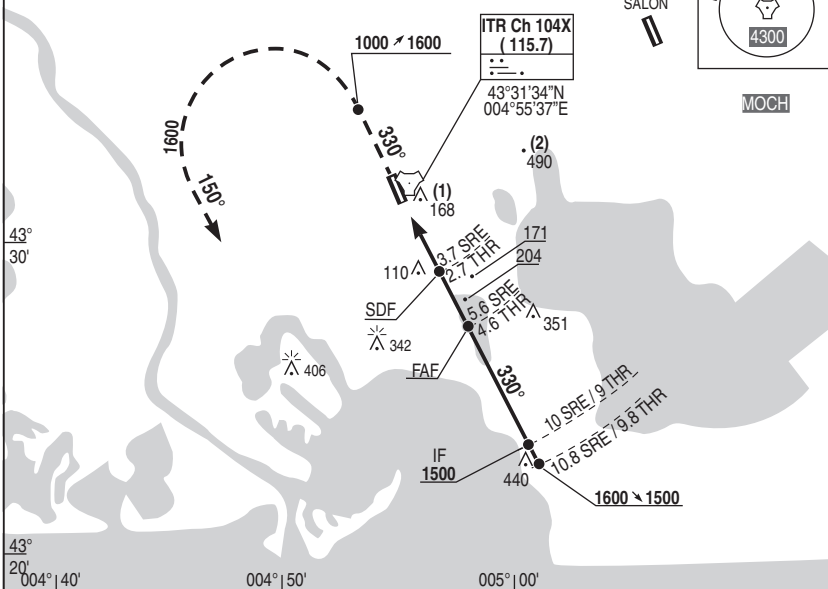 SALON
4300
MOCH
ITR Ch 104X
( 115.7)
43°31'34"N
004°55'37"E
1000 ➚ 1600
1600
150°
330°
(1)
168
(2)
490
43°
30'
3.7 SRE
2.7 THR
171
204
110
SDF
5.6 SRE
4.6 THR
351
342
406
FAF
330°
10 SRE / 9 THR
10.8 SRE / 9.8 THR
IF
1500
440
1600 ➘ 1500
43°
20'
004° 40'
004° 50'
005° 00'